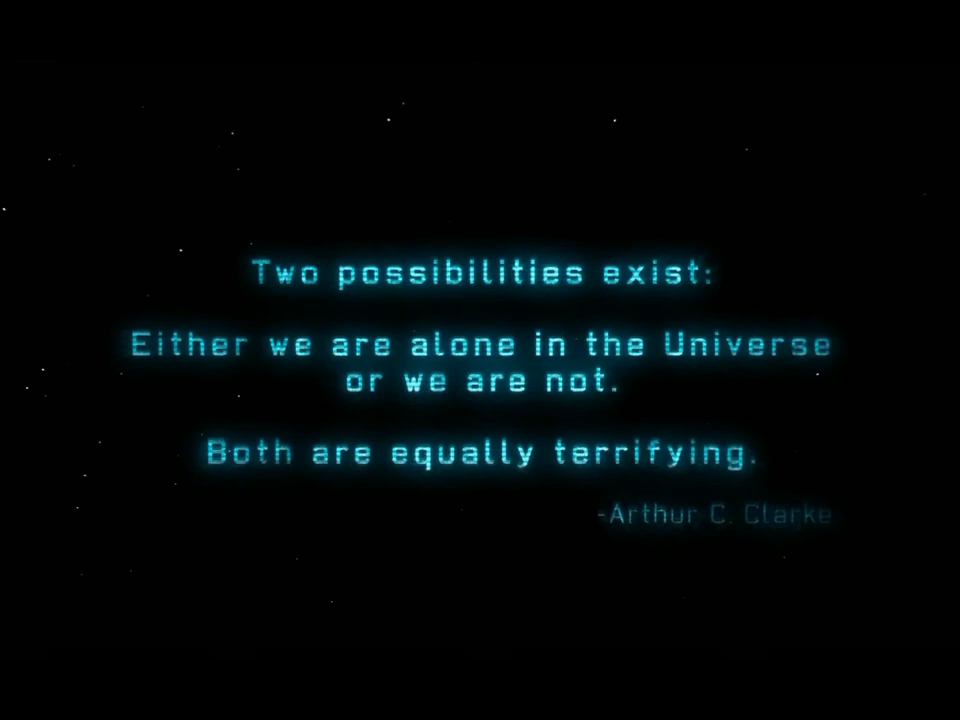 Two possibilities exist:
Either we are alone in the Universe
or we are not.
Both are equally terrifying.
-Arthur C. Clarke